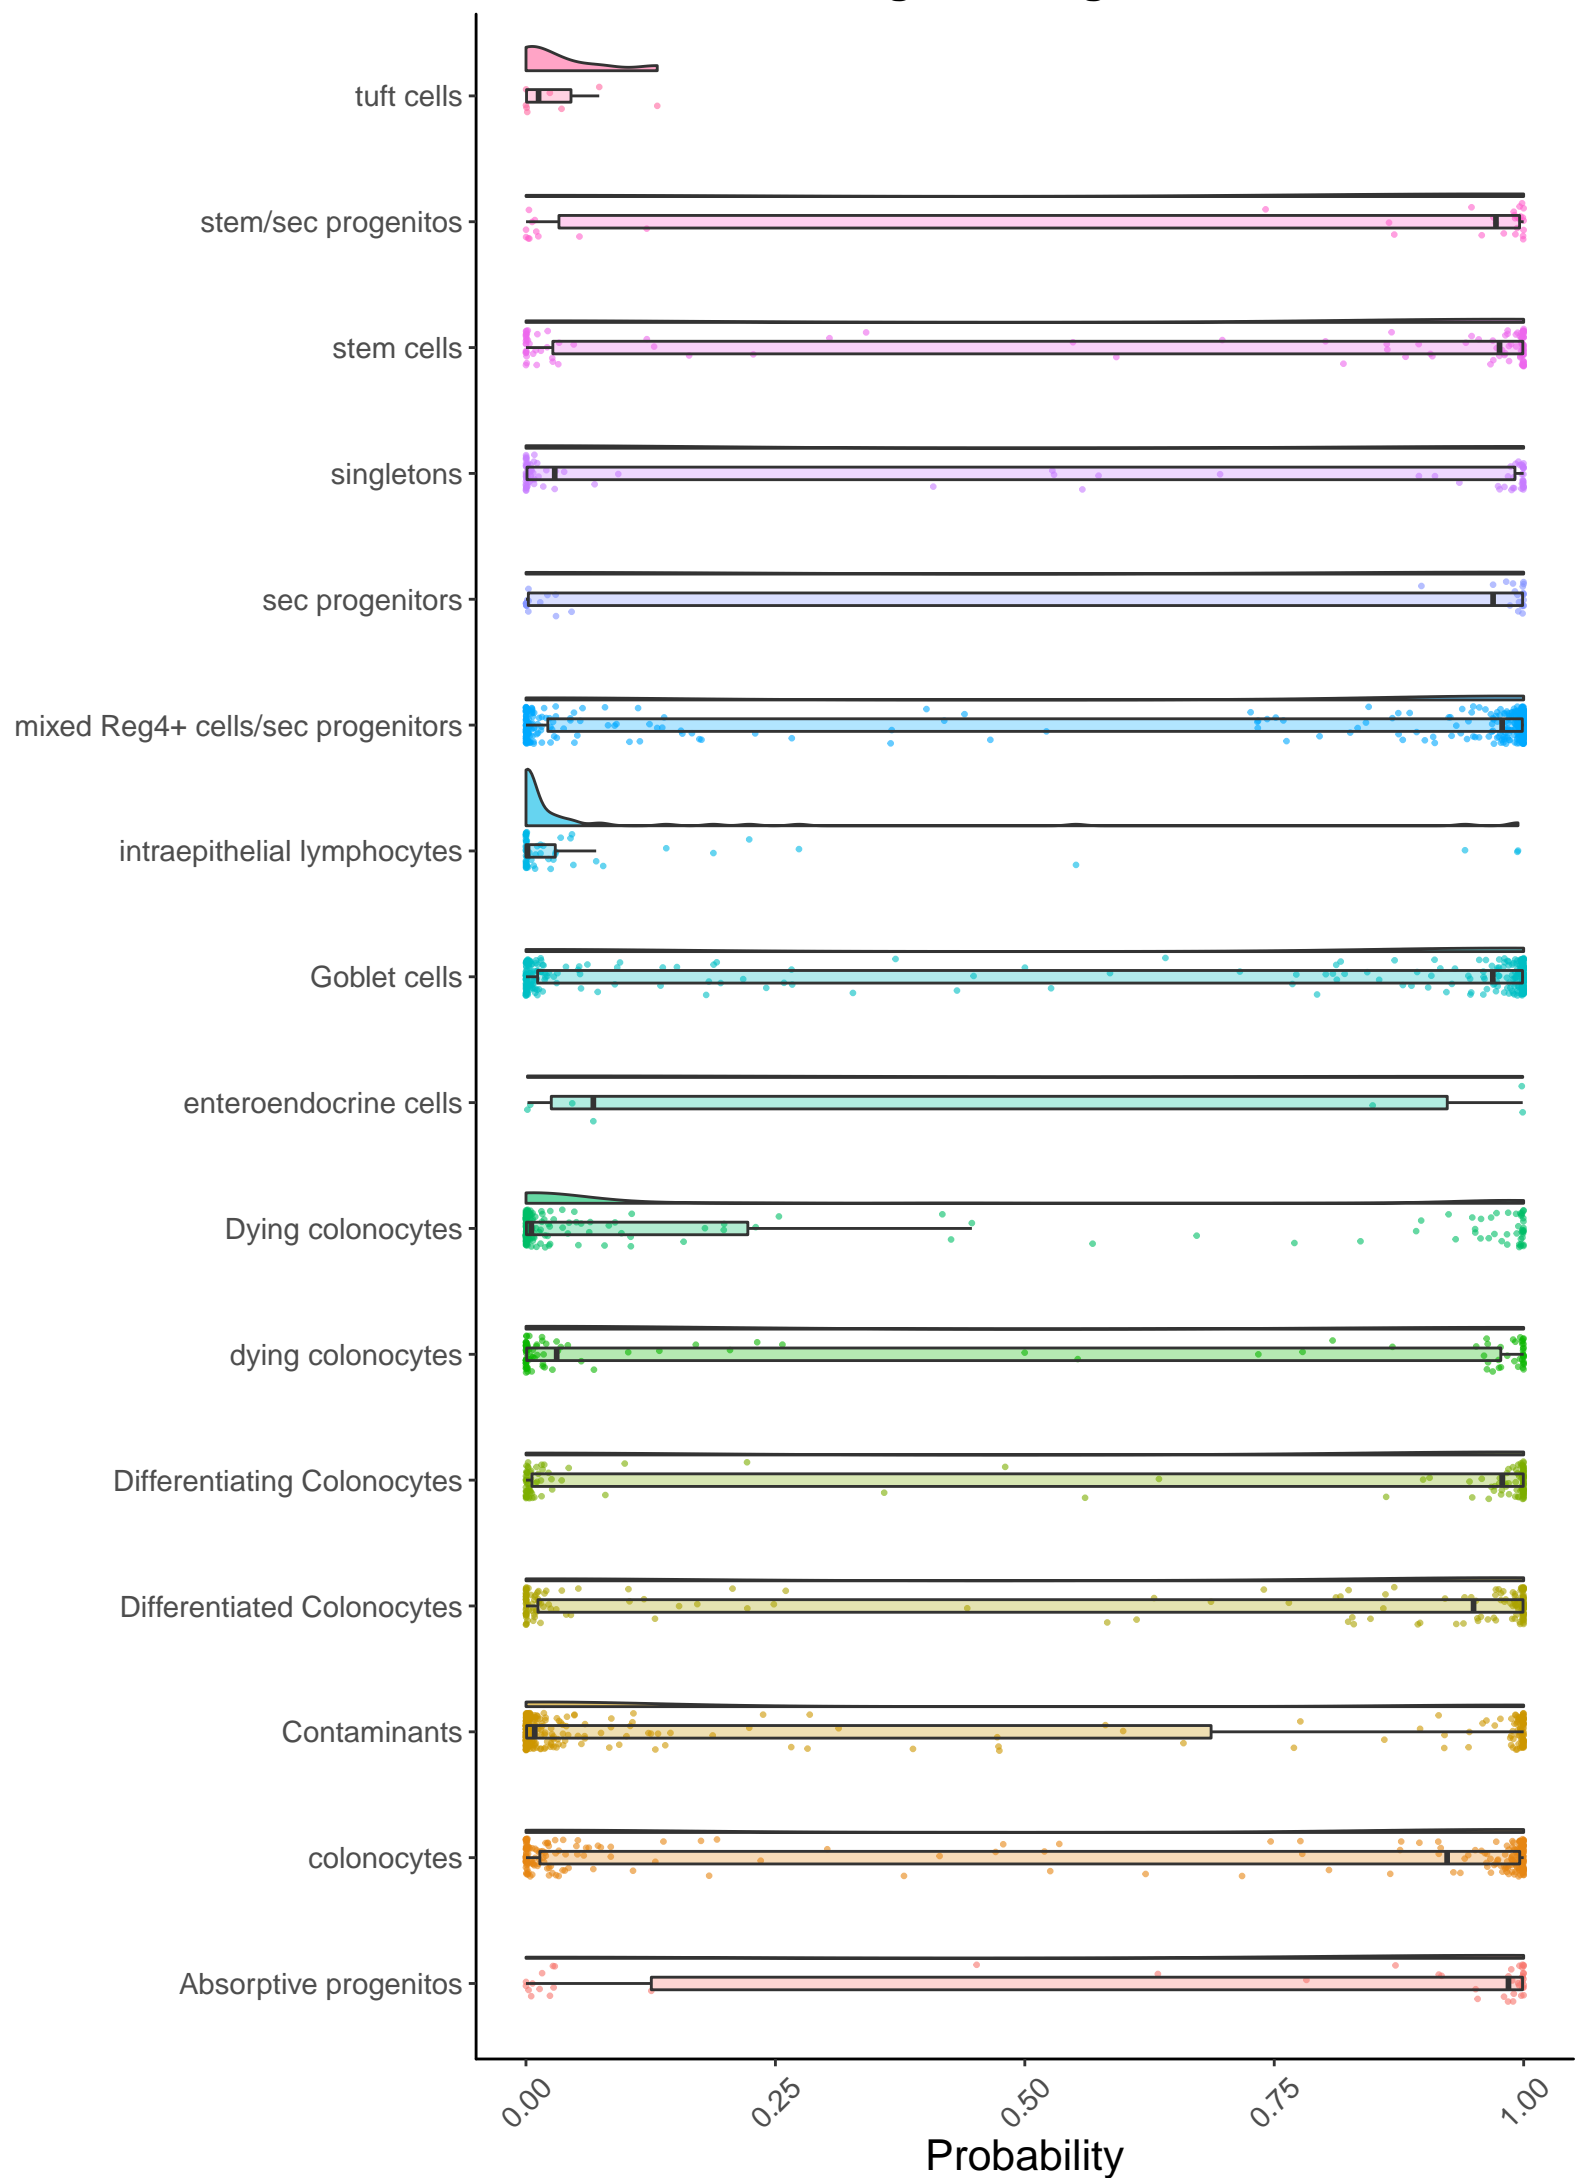 tuft cells
stem/sec progenitos
stem cells
singletons
sec progenitors
mixed Reg4+ cells/sec progenitors
intraepithelial lymphocytes
Goblet cells
enteroendocrine cells
Dying colonocytes
dying colonocytes
Differentiating Colonocytes
Differentiated Colonocytes
Contaminants
colonocytes
Absorptive progenitos
0.00 0.25 0.50 0.75 1.00
Probability